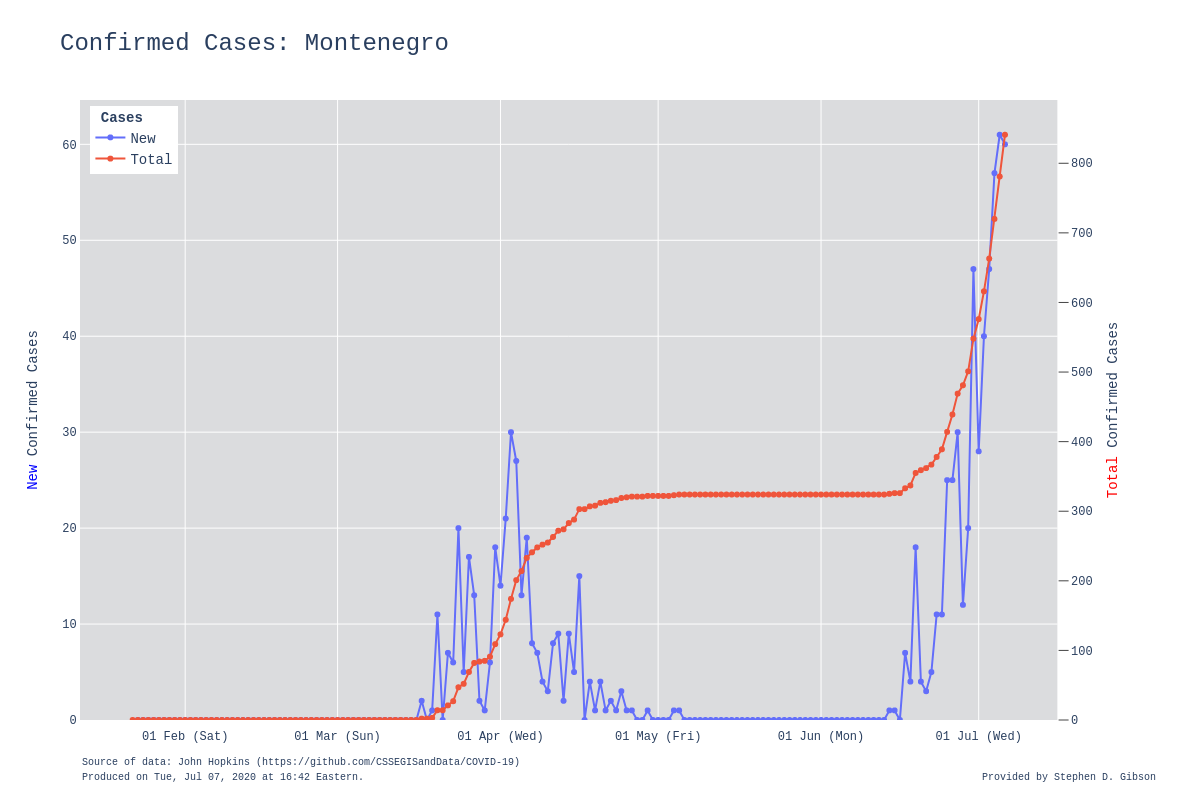 Confirmed Cases: Montenegro
Cases
New
Total
60
50
40
30
20
10
0
800
700
600
500
400
300
200
100
0
New Confirmed Cases
Total Confirmed Cases
01 Feb (Sat)
01 Mar (Sun)
01 Apr (Wed)
01 May (Fri)
01 Jun (Mon)
01 Jul (Wed)
Source of data: John Hopkins (https://github.com/CSSEGISandData/COVID-19)
Produced on Tue, Jul 07, 2020 at 16:42 Eastern.
Provided by Stephen D. Gibson